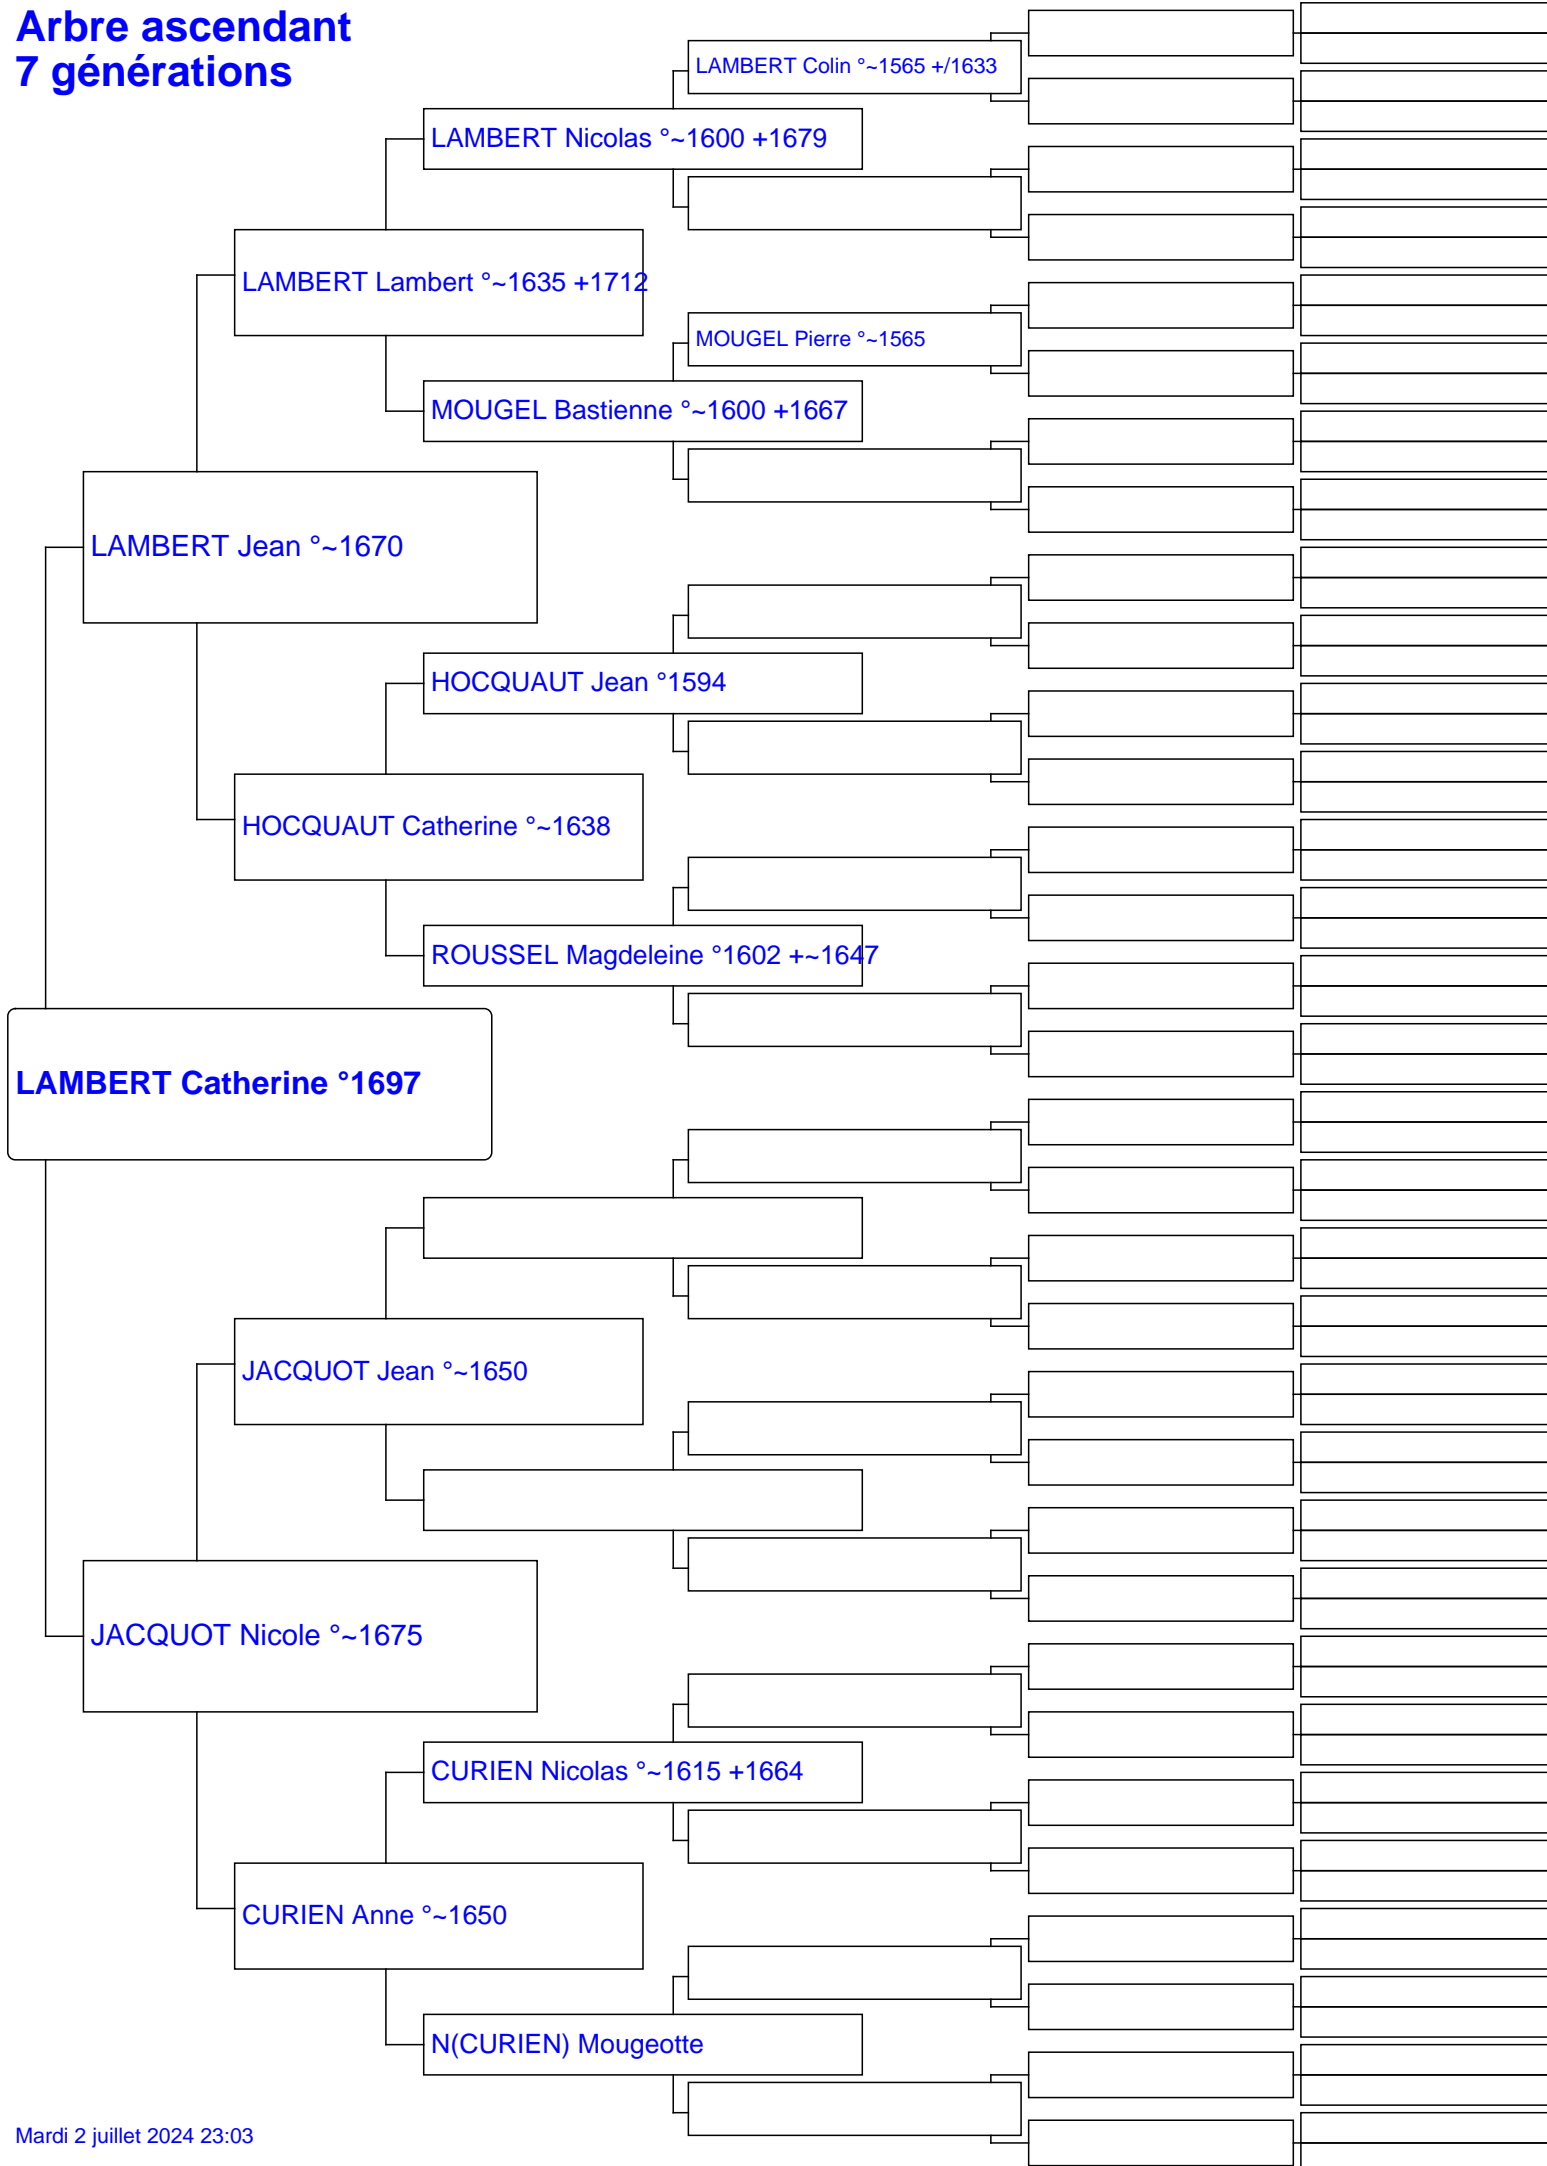 Arbre ascendant
7 générations
LAMBERT Colin °~1565 +/1633
LAMBERT Nicolas °~1600 +1679
LAMBERT Lambert °~1635 +1712
MOUGEL Pierre °~1565
MOUGEL Bastienne °~1600 +1667
LAMBERT Jean °~1670
HOCQUAUT Jean °1594
HOCQUAUT Catherine °~1638
ROUSSEL Magdeleine °1602 +~1647
LAMBERT Catherine °1697
JACQUOT Jean °~1650
JACQUOT Nicole °~1675
CURIEN Nicolas °~1615 +1664
CURIEN Anne °~1650
N(CURIEN) Mougeotte
Mardi 2 juillet 2024 23:03